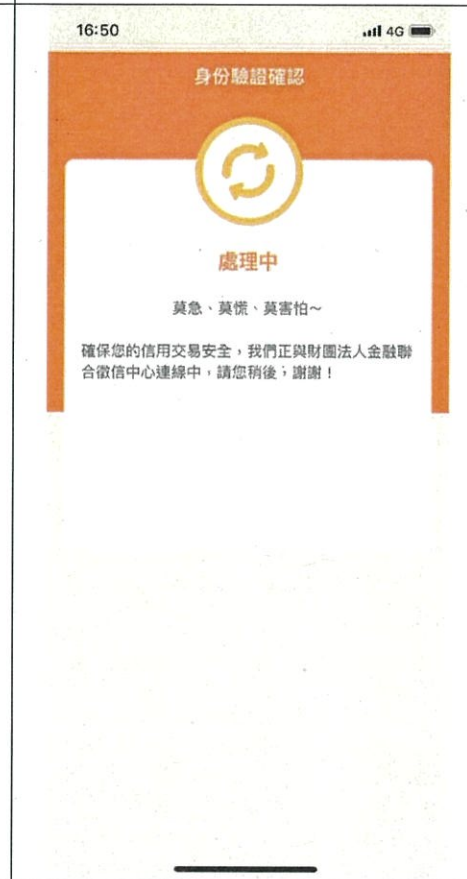 16:50
4G
身份驗證確認
處理中
莫急、莫慌、莫害怕~
確保您的信用交易安全，我們正與財團法人金融聯
合徵信中心連線中，請您稍後，謝謝！